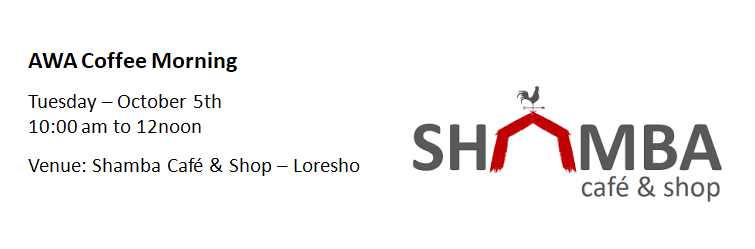 AWA Coffee Morning
Tuesday – October 5th
10:00 am to 12noon
Venue: Shamba Café & Shop – Loresho
SHAMBA
café & shop